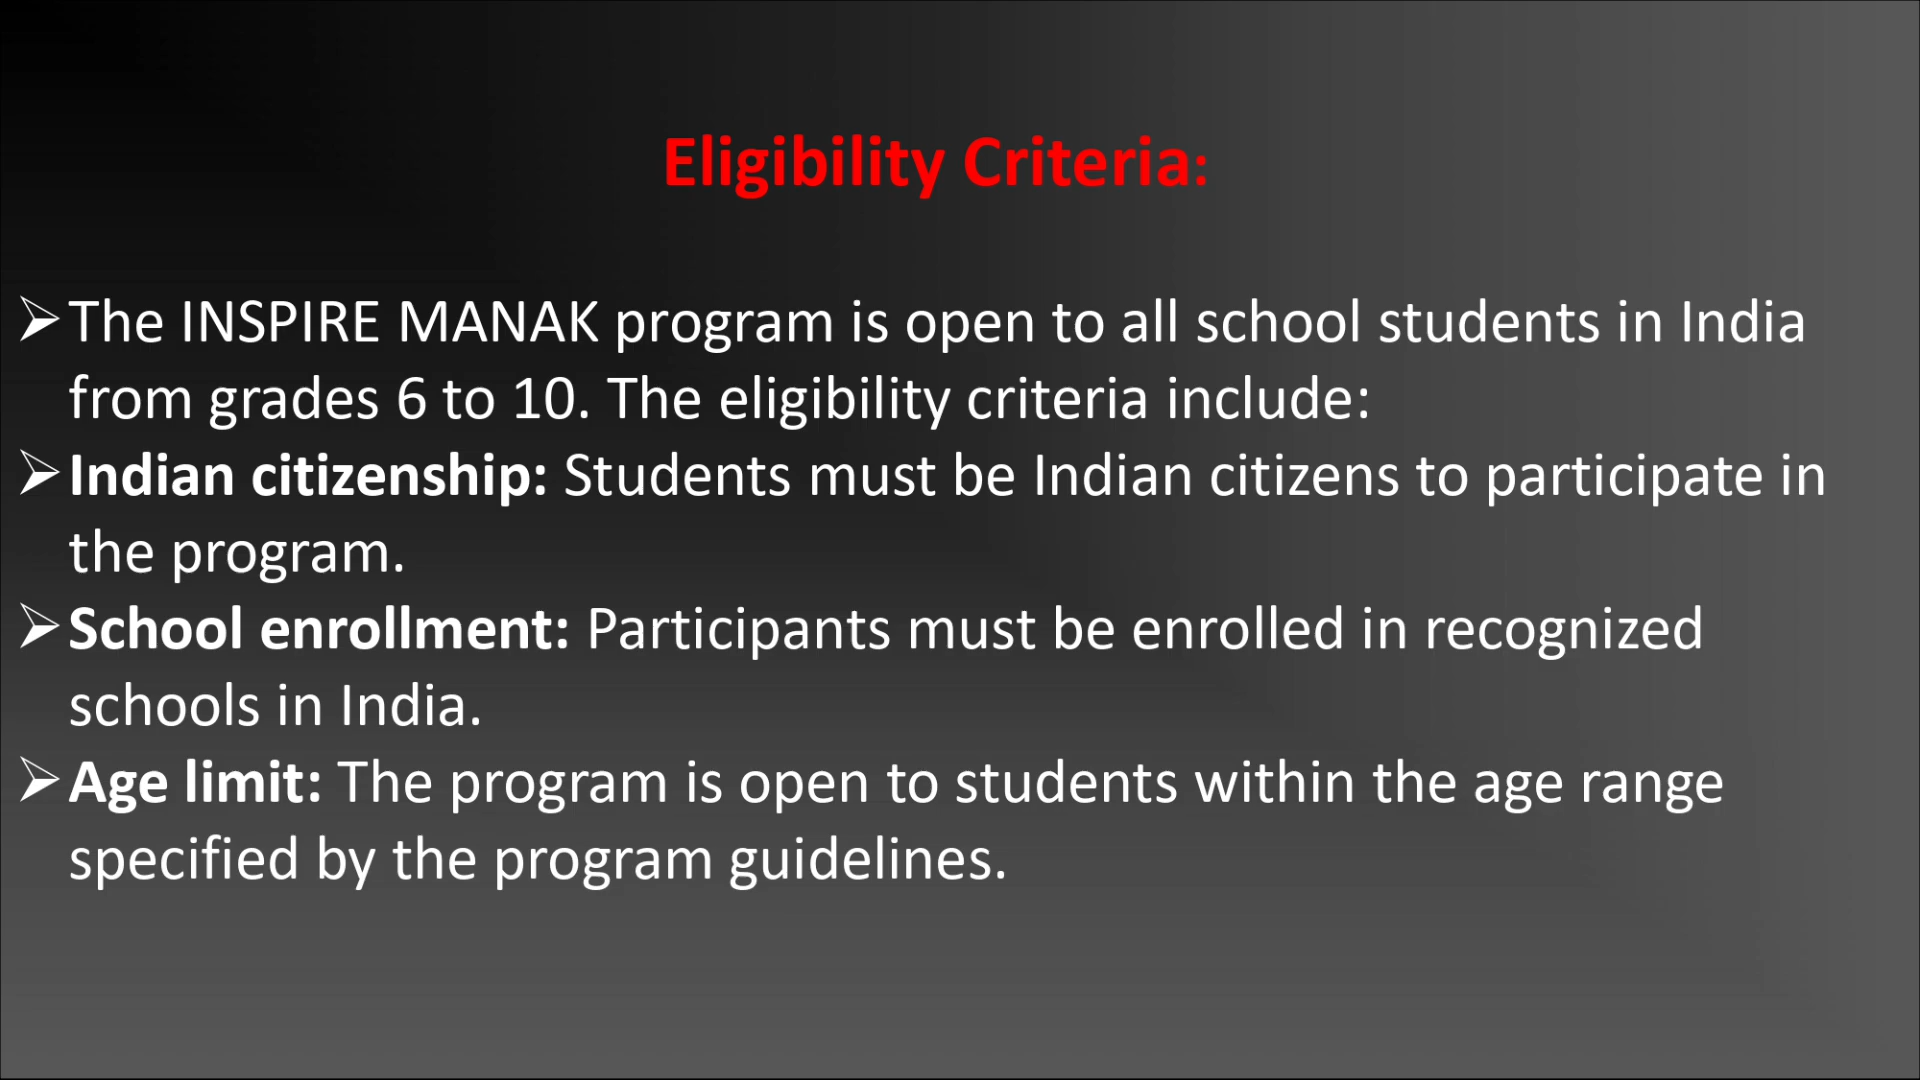 Eligibility Criteria:
➢The INSPIRE MANAK program is open to all school students in India
from grades 6 to 10. The eligibility criteria include:
➢Indian citizenship: Students must be Indian citizens to participate in
the program.
➢School enrollment: Participants must be enrolled in recognized
schools in India.
➢Age limit: The program is open to students within the age range
specified by the program guidelines.